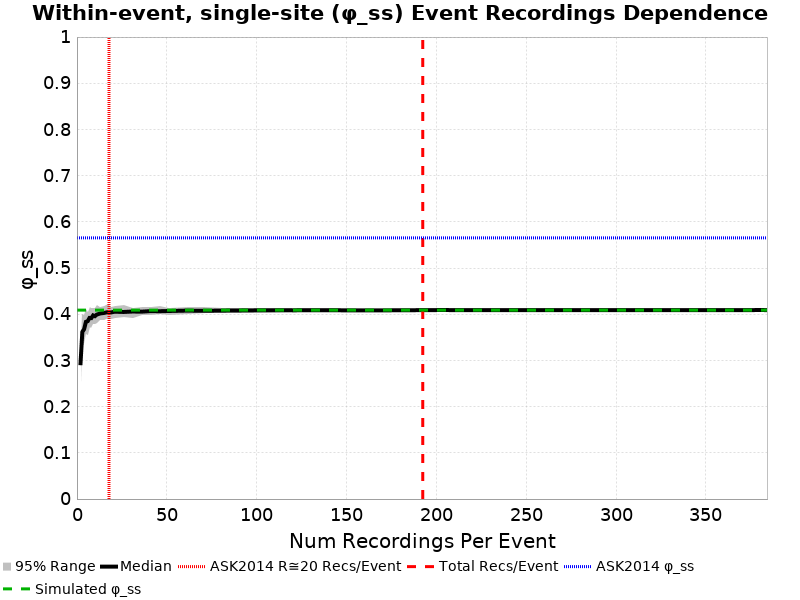 Within-event, single-site (φ_ss) Event Recordings Dependence
1
0.9
0.8
0.7
0.6
0.5
0.4
0.3
0.2
0.1
0
φ_ss
0 50 100 150 200 250 300 350
Num Recordings Per Event
95% Range Median ASK2014 R≅20 Recs/Event Total Recs/Event ASK2014 φ_ss
Simulated φ_ss